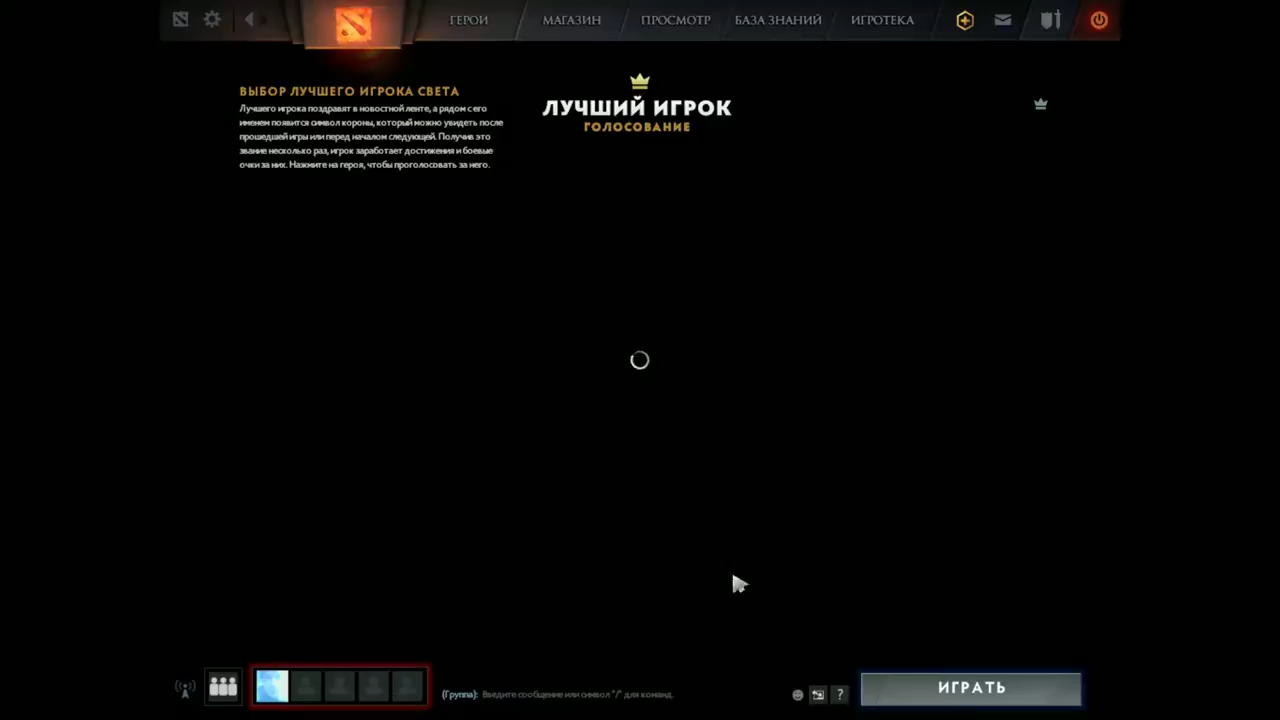 ГЕРОИ МАГАЗИН ПРОСМОТР БАЗА ЗНАНИЙ ИГРОТЕКА
ВЫБОР ЛУЧШЕГО ИГРОКА СВЕТА
Лучшего игрока поздравят в новостной ленте, а рядом с его
именем появится символ короны, который можно увидеть после
прошедшей игры или перед началом следующей. Получив это
звание несколько раз, игрок заработает достижения и боевые
очки за них. Нажмите на героя, чтобы проголосовать за него.
ЛУЧШИЙ ИГРОК
ГОЛОСОВАНИЕ
(Группа): Введите сообщение или символ "/" для команд.
?
ИГРАТЬ